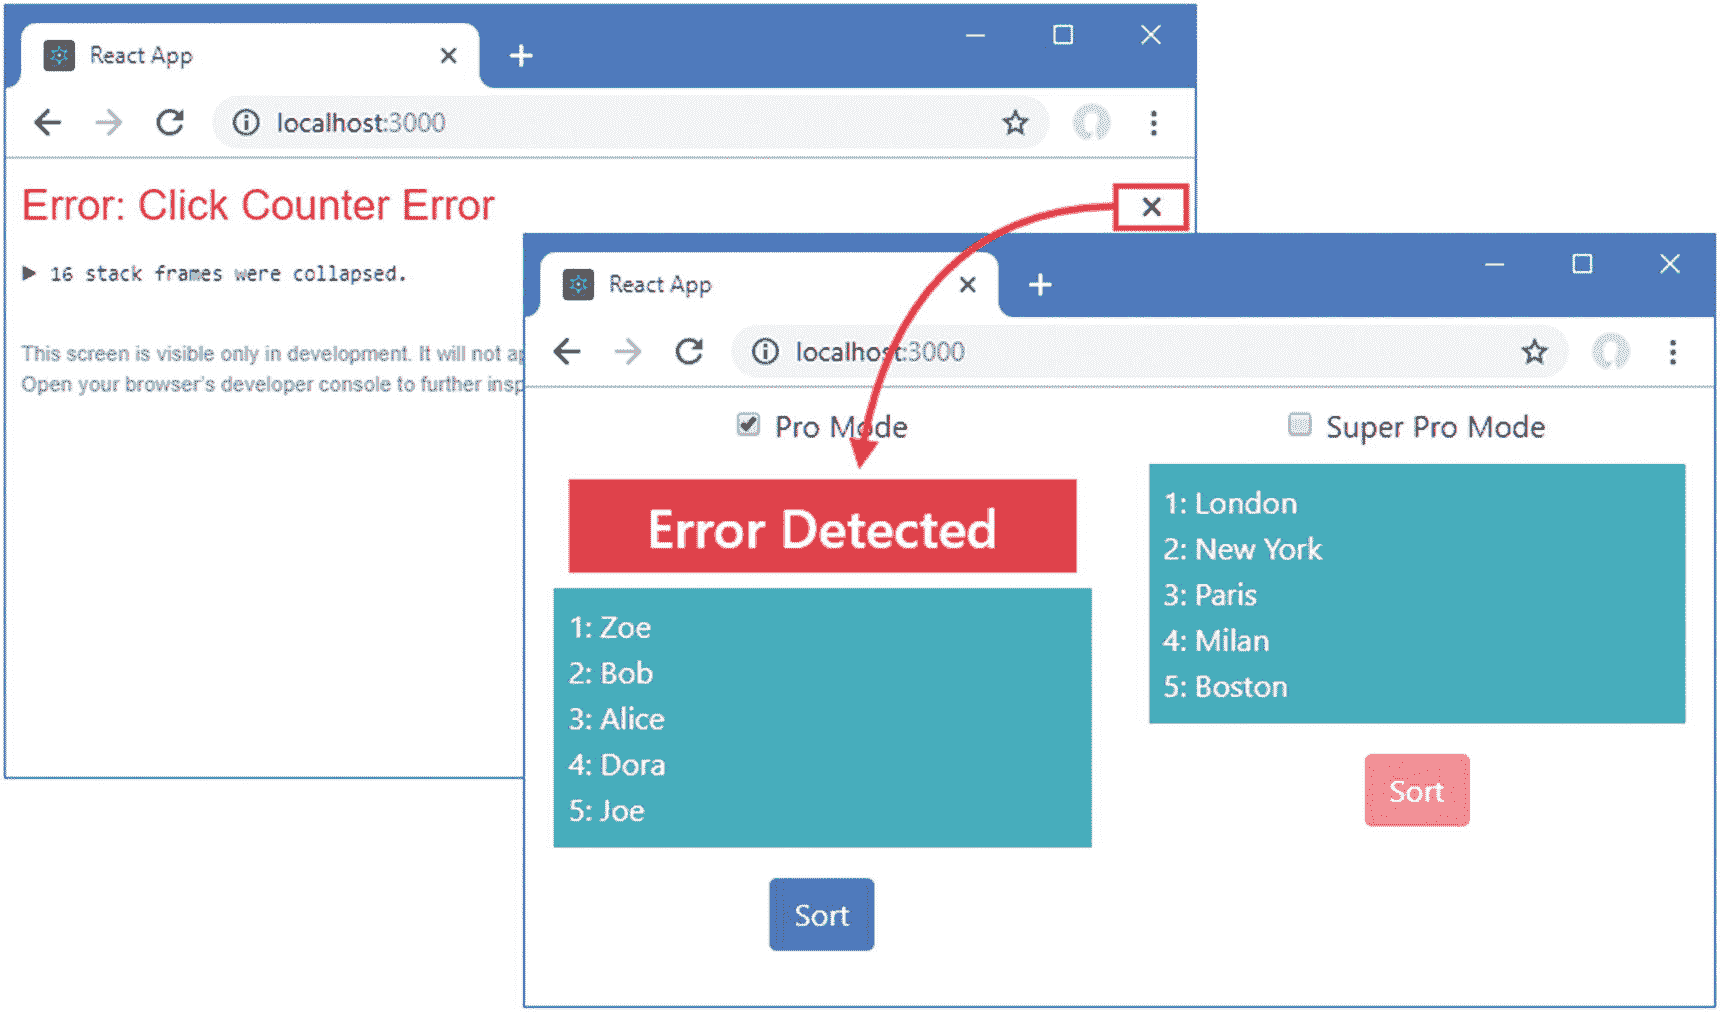 React App
localhost:3000
Error: Click Counter Error
16 stack frames were collapsed.
This screen is visible only in development. It will not
Open your browser's developer console to further
React App
localhost:3000
Pro Mode
Super Pro Mode
Error Detected
1: Zoe
2: Bob
3: Alice
4: Dora
5: Joe
Sort
1: London
2: New York
3: Paris
4: Milan
5: Boston
Sort